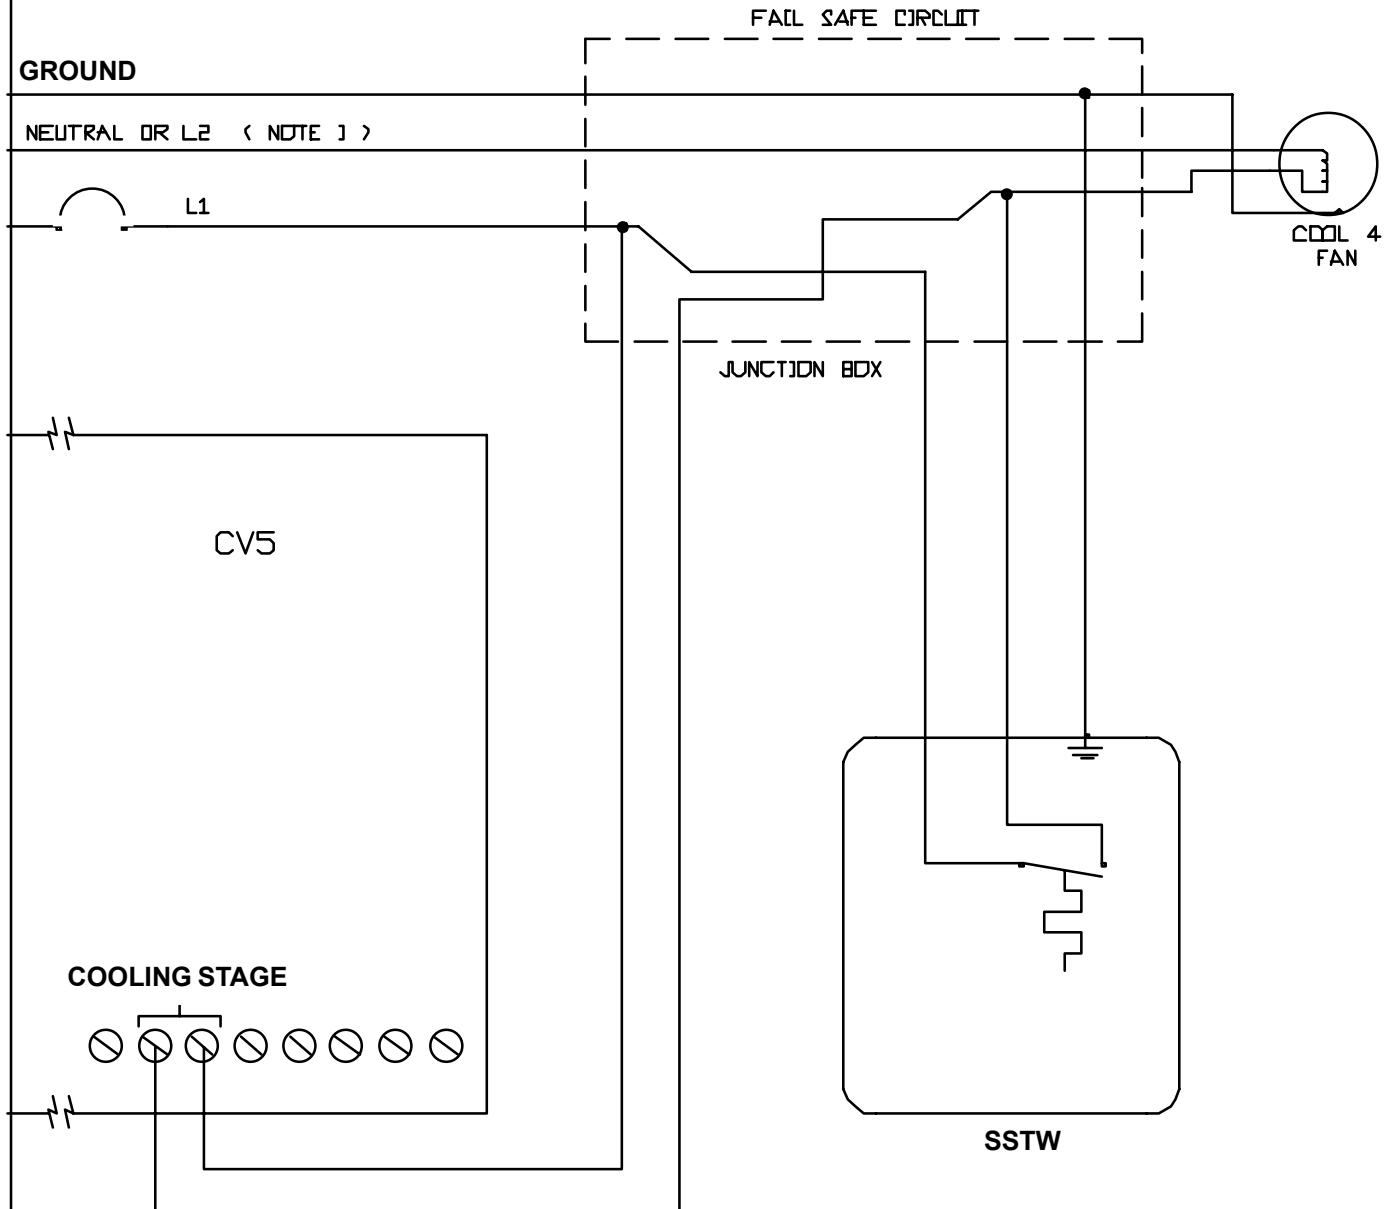 FAIL SAFE CIRCUIT
GROUND
NEUTRAL OR L2 ( NOTE 1 )
L1
COOL 4
FAN
JUNCTION BOX
CV5
COOLING STAGE
SSTW